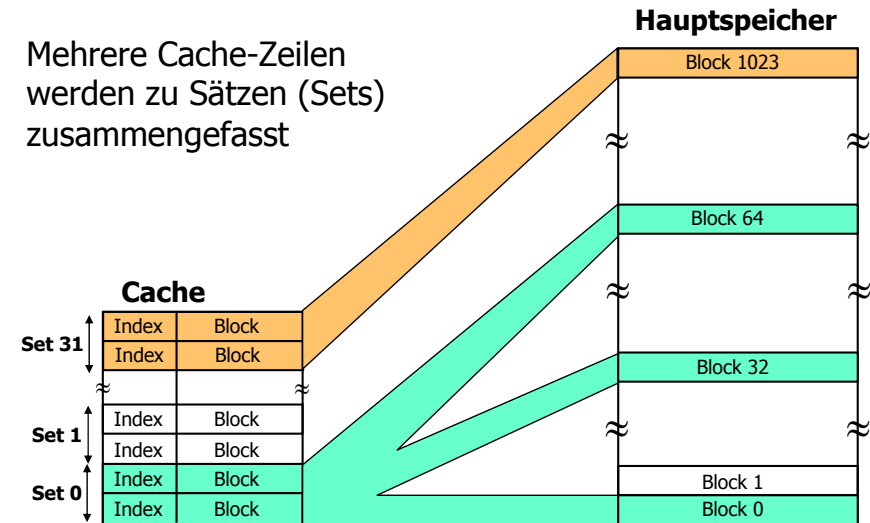 Hauptspeicher
Mehrere Cache-Zeilen
werden zu Sätzen (Sets)
zusammengefasst
Block 1023
Block 64
Cache
Set 31
Index Block
Index Block
Block 32
Set 1
Index Block
Index Block
Set 0
Index Block
Index Block
Block 1
Block 0